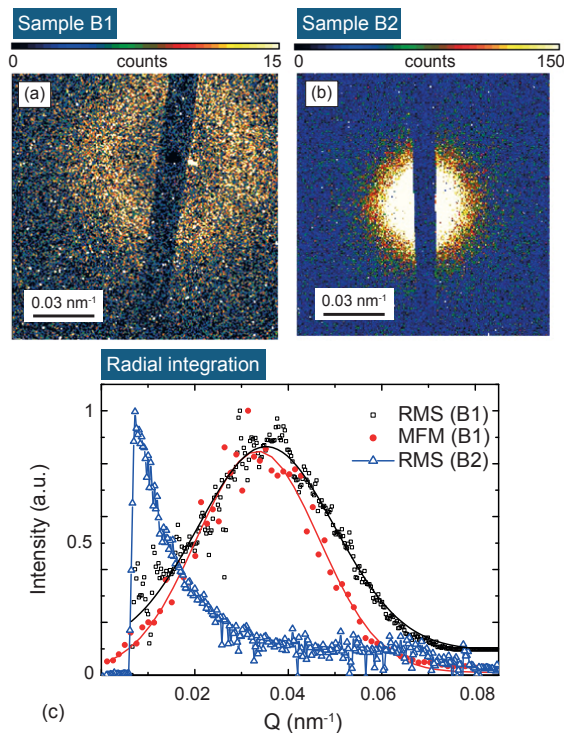 Sample B1
Sample B2
0 counts 15
0 counts 150
(a)
(b)
0.03 nm⁻¹
0.03 nm⁻¹
Radial integration
1
0.5
0
Intensity (a.u.)
RMS (B1)
MFM (B1)
RMS (B2)
0.02 0.04 0.06 0.08
(c)
Q (nm⁻¹)